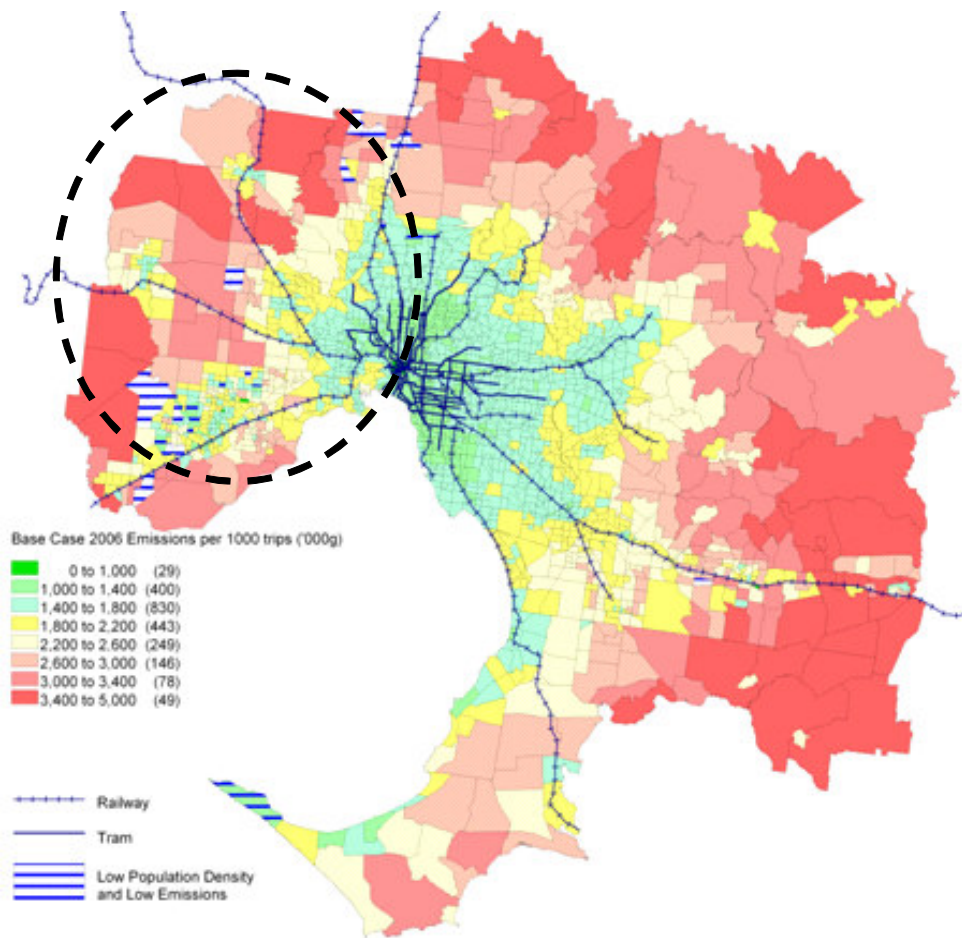 Base Case 2006 Emissions per 1000 trips ('000g)
0 to 1,000 (29)
1,000 to 1,400 (400)
1,400 to 1,800 (830)
1,800 to 2,200 (443)
2,200 to 2,600 (249)
2,600 to 3,000 (146)
3,000 to 3,400 (78)
3,400 to 5,000 (49)
Railway
Tram
Low Population Density
and Low Emissions